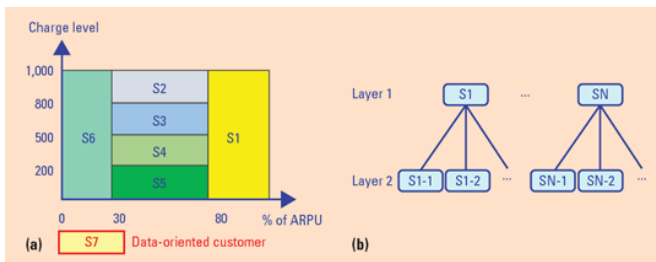 Charge level
1,000
800
500
200
S2
S3
S4
S5
S6
S1
0
30
80
% of ARPU
(a)
S7
Data-oriented customer
Layer 1
S1
...
SN
Layer 2
S1-1
S1-2
...
SN-1
SN-2
...
(b)